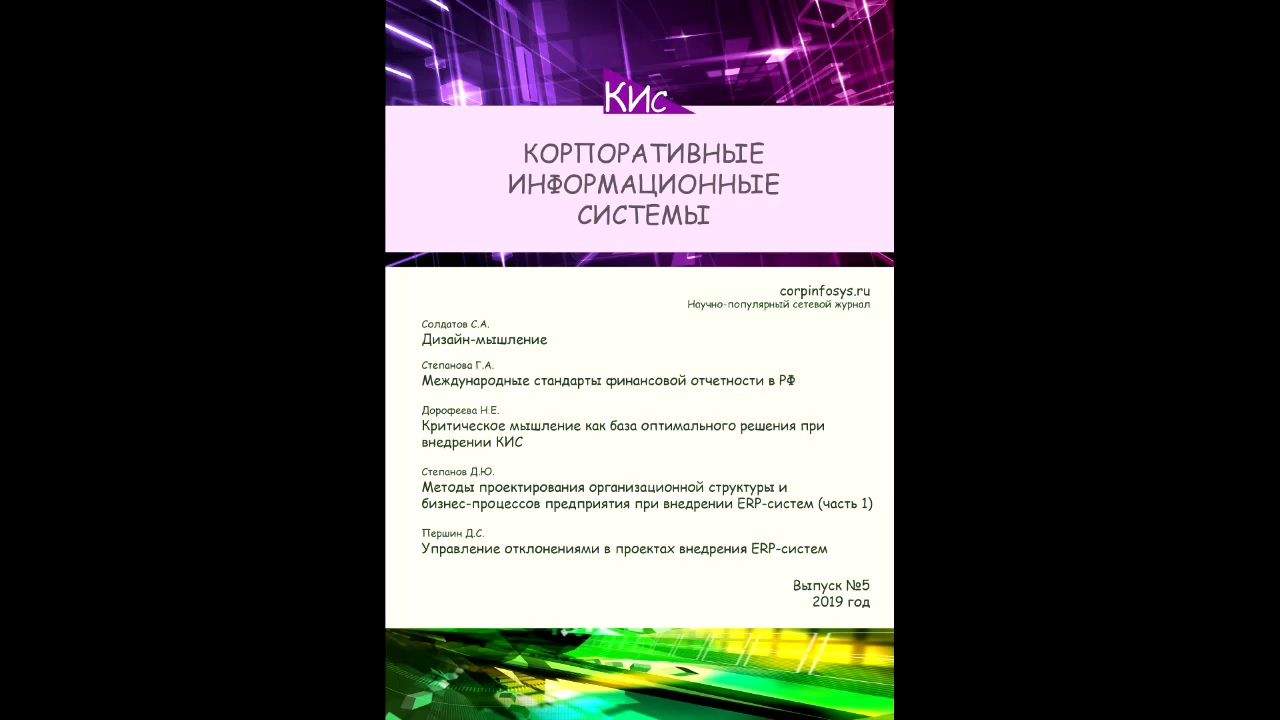 КИС
КОРПОРАТИВНЫЕ
ИНФОРМАЦИОННЫЕ
СИСТЕМЫ
corpinfosys.ru
Научно-популярный сетевой журнал
Солдатов С.А.
Дизайн-мышление
Степанова Г.А.
Международные стандарты финансовой отчетности в РФ
Дорофеева Н.Е.
Критическое мышление как база оптимального решения при
внедрении КИС
Степанов Д.Ю.
Методы проектирования организационной структуры и
бизнес-процессов предприятия при внедрении ERP-систем (часть 1)
Першин Д.С.
Управление отклонениями в проектах внедрения ERP-систем
Выпуск №5
2019 год